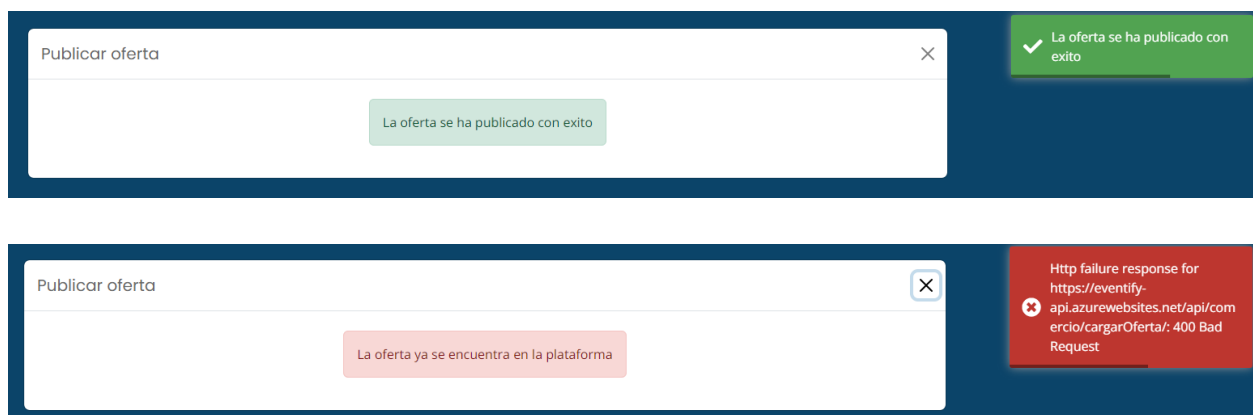 Publicar oferta
La oferta se ha publicado con exito
La oferta se ha publicado con
exito
Publicar oferta
La oferta ya se encuentra en la plataforma
Http failure response for
https://eventify-
api.azurewebsites.net/api/com
ercio/cargarOferta/: 400 Bad
Request